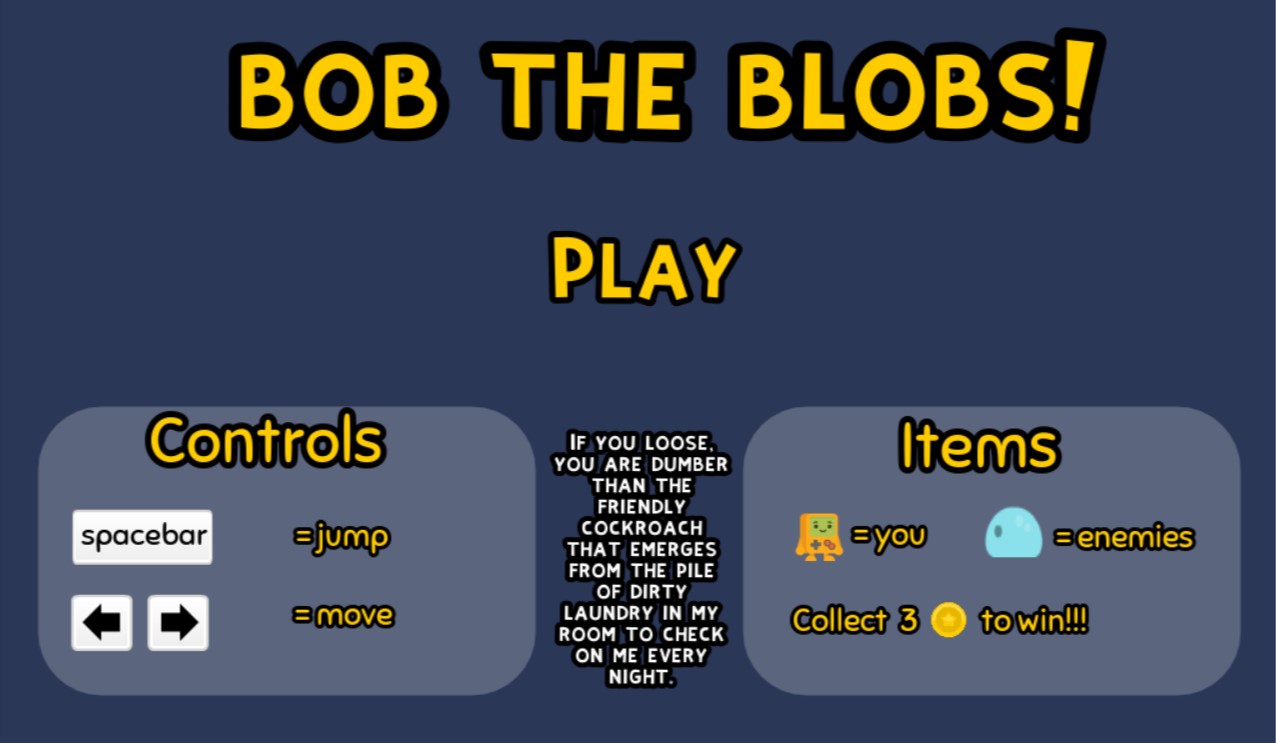 BOB THE BLOBS!
PLAY
Controls
spacebar =jump
=move
IF YOU LOOSE,
YOU ARE DUMBER
THAN THE
FRIENDLY
COCKROACH
THAT EMERGES
FROM THE PILE
OF DIRTY
LAUNDRY IN MY
ROOM TO CHECK
ON ME EVERY
NIGHT.
Items
=you =enemies
Collect 3 to win!!!